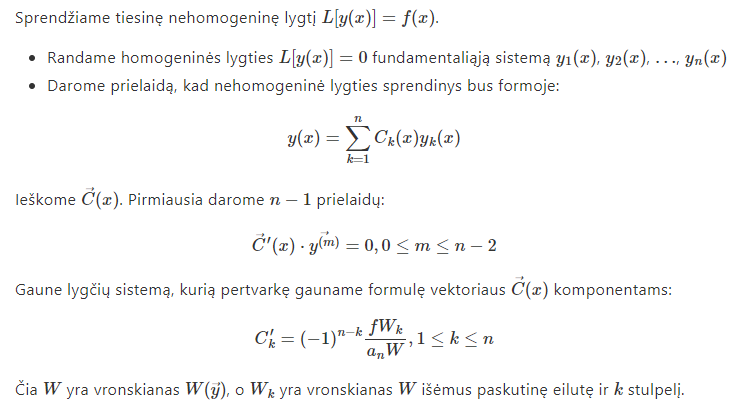 Sprendžiame tiesinę nehomogeninę lygtį $L[y(x)] = f(x)$.
• Randame homogeninės lygties $L[y(x)] = 0$ fundamentaliąją sistemą $y_1(x)$, $y_2(x)$, $\ldots$, $y_n(x)$
• Darome prielaidą, kad nehomogeninė lygties sprendinys bus formoje:
$y(x) = \sum_{k=1}^{n} C_k(x) y_k(x)$
Ieškome $\vec{C}(x)$. Pirmiausia darome $n - 1$ prielaidų:
$\vec{C}'(x) \cdot \vec{y^{(m)}} = 0, 0 \leq m \leq n - 2$
Gaune lygčių sistemą, kurią pertvarkę gauname formulę vektoriaus $\vec{C}(x)$ komponentams:
$C_k' = (-1)^{n-k} \frac{fW_k}{a_n W}, 1 \leq k \leq n$
Čia $W$ yra vronskianas $W(\vec{y})$, o $W_k$ yra vronskianas $W$ išėmus paskutinę eilutę ir $k$ stulpelį.